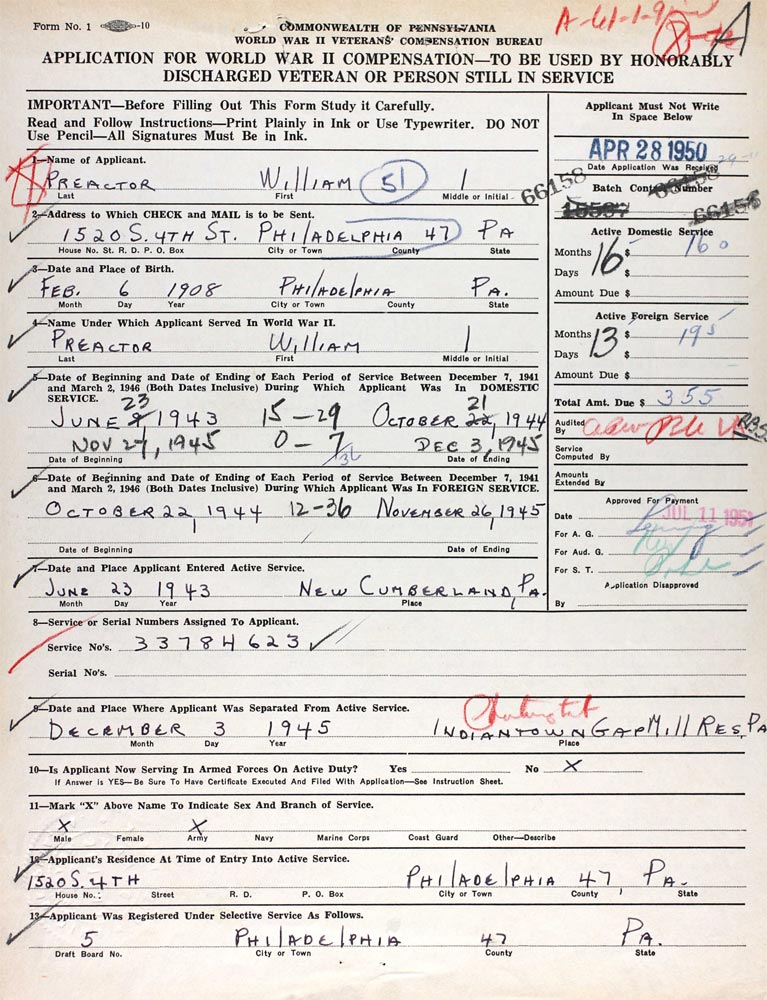 Form No. 1 -10
COMMONWEALTH OF PENNSYLVANIA
WORLD WAR II VETERANS' COMPENSATION BUREAU
APPLICATION FOR WORLD WAR II COMPENSATION—TO BE USED BY HONORABLY
DISCHARGED VETERAN OR PERSON STILL IN SERVICE
IMPORTANT—Before Filling Out This Form Study it Carefully.
Read and Follow Instructions—Print Plainly in Ink or Use Typewriter. DO NOT
Use Pencil—All Signatures Must Be in Ink.
Applicant Must Not Write
In Space Below
APR 28 1950
Date Application Was Received
Batch Control Number
66158
66158
Active Domestic Service
Months 16 $ 160
Days $
Amount Due $
Active Foreign Service
Months 13 $ 195
Days $
Amount Due $
Total Amt. Due $ 355
Audited
By
Service
Computed By
Amounts
Extended By
Approved For Payment
Date JUL 11 1951
For A. G.
For Aud. G.
For S. T.
Application Disapproved
By
1—Name of Applicant.
PREACTOR WilliAM 51 I
Last First Middle or Initial
2—Address to Which CHECK and MAIL is to be Sent.
1520 S. 4TH ST. PHilADElPHIA 47 PA
House No. St. R. D. P. O. Box City or Town County State
3—Date and Place of Birth.
FEB. 6 1908 PHilADElPHIA PA.
Month Day Year City or Town County State
4—Name Under Which Applicant Served In World War II.
PREACTOR WilliAM I
Last First Middle or Initial
5—Date of Beginning and Date of Ending of Each Period of Service Between December 7, 1941
and March 2, 1946 (Both Dates Inclusive) During Which Applicant Was In DOMESTIC
SERVICE.
23 21
JUNE 1943 15-29 OCTOBER 22, 1944
NOV 27, 1945 0-7 DEC 3, 1945
Date of Beginning Date of Ending
6—Date of Beginning and Date of Ending of Each Period of Service Between December 7, 1941
and March 2, 1946 (Both Dates Inclusive) During Which Applicant Was In FOREIGN SERVICE.
OCTOBER 22, 1944 12-36 NOVEMBER 26, 1945
Date of Beginning Date of Ending
7—Date and Place Applicant Entered Active Service.
JUNE 23 1943 NEW CUMBERLAND, PA.
Month Day Year Place
8—Service or Serial Numbers Assigned To Applicant.
Service No's. 33784623
Serial No's.
9—Date and Place Where Applicant Was Separated From Active Service.
DECEMBER 3 1945 INDIANTOWN GAP Mill RES, PA
Month Day Year Place
10—Is Applicant Now Serving In Armed Forces On Active Duty? Yes No X
If Answer is YES—Be Sure To Have Certificate Executed And Filed With Application—See Instruction Sheet.
11—Mark "X" Above Name To Indicate Sex And Branch of Service.
X X
Male Female Army Navy Marine Corps Coast Guard Other—Describe
12—Applicant's Residence At Time of Entry Into Active Service.
1520 S. 4TH PHilADElPHIA 47, PA.
House No. Street R. D. P. O. Box City or Town County State
13—Applicant Was Registered Under Selective Service As Follows.
5 PHilADElPHIA 47 PA.
Draft Board No. City or Town County State